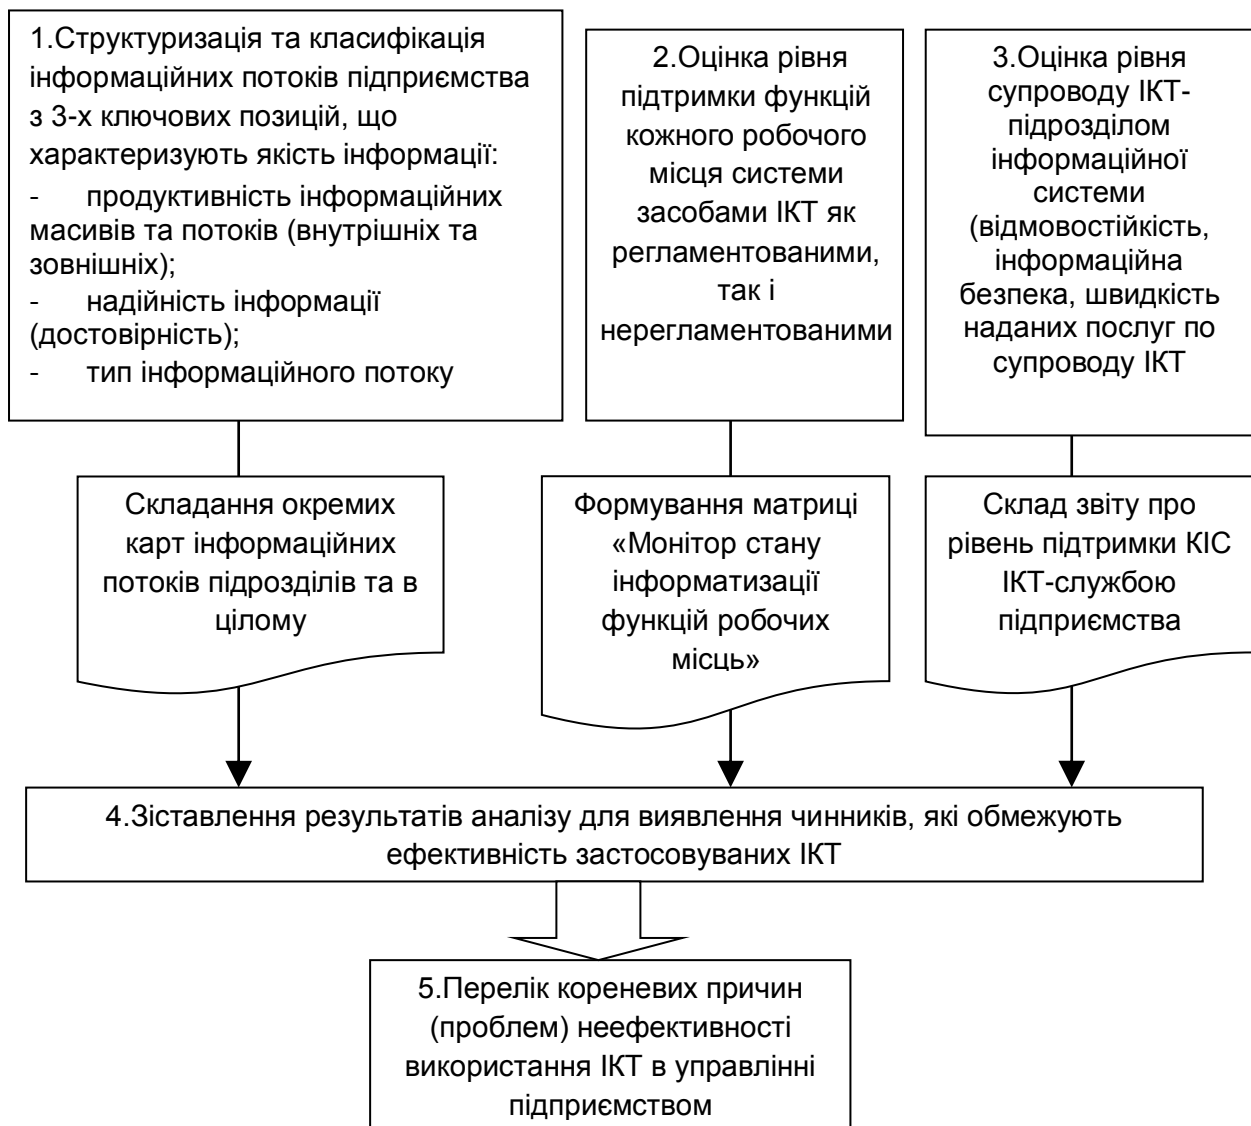 1.Структуризація та класифікація
інформаційних потоків підприємства
з 3-х ключових позицій, що
характеризують якість інформації:
- продуктивність інформаційних
масивів та потоків (внутрішніх та
зовнішніх);
- надійність інформації
(достовірність);
- тип інформаційного потоку
2.Оцінка рівня
підтримки функцій
кожного робочого
місця системи
засобами ІКТ як
регламентованими,
так і
нерегламентованими
3.Оцінка рівня
супроводу ІКТ-
підрозділом
інформаційної
системи
(відмовостійкість,
інформаційна
безпека, швидкість
наданих послуг по
супроводу ІКТ
Складання окремих
карт інформаційних
потоків підрозділів та в
цілому
Формування матриці
«Монітор стану
інформатизації
функцій робочих
місць»
Склад звіту про
рівень підтримки КІС
ІКТ-службою
підприємства
4.Зіставлення результатів аналізу для виявлення чинників, які обмежують
ефективність застосовуваних ІКТ
5.Перелік кореневих причин
(проблем) неефективності
використання ІКТ в управлінні
підприємством